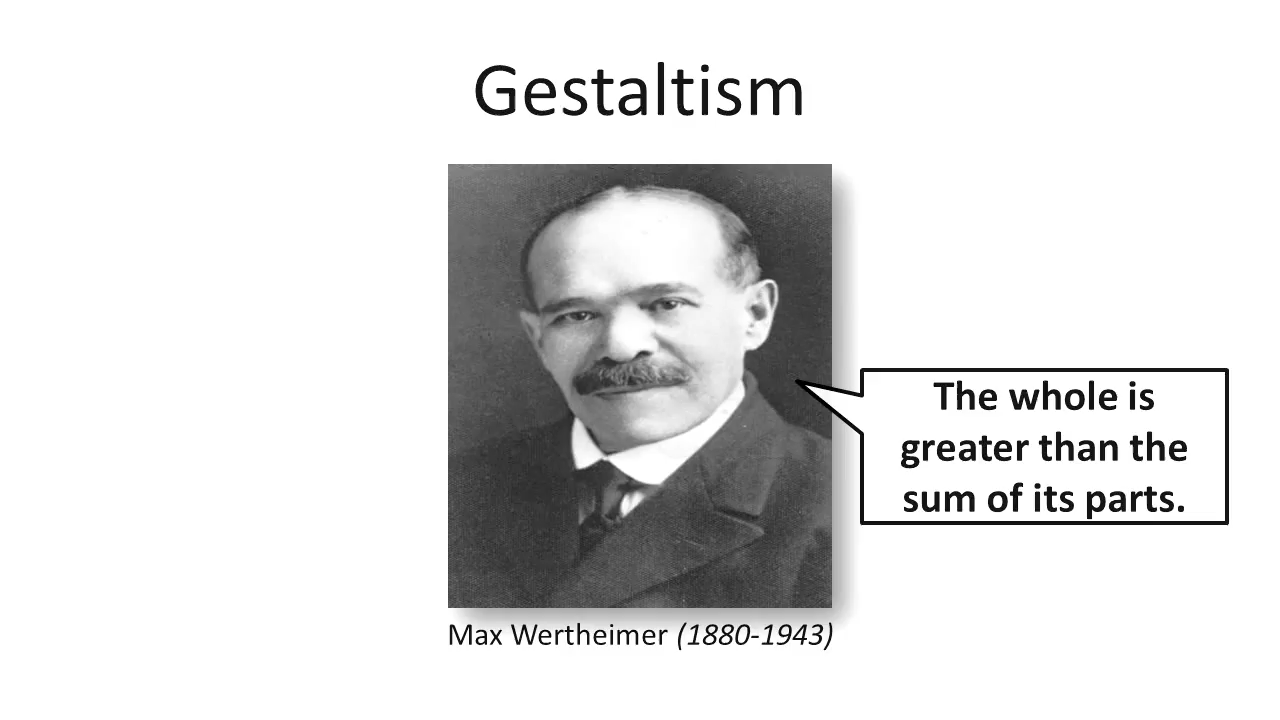 Gestaltism
The whole is
greater than the
sum of its parts.
Max Wertheimer (1880-1943)